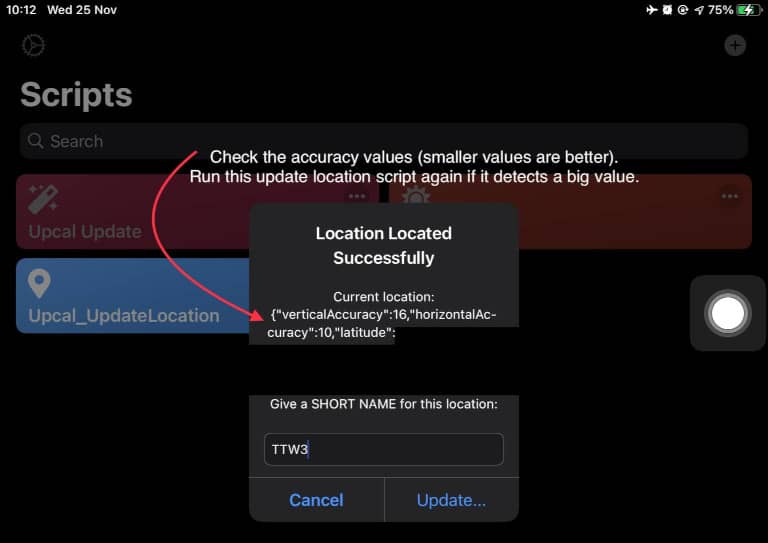 10:12 Wed 25 Nov
75%
Scripts
Search
Check the accuracy values (smaller values are better).
Run this update location script again if it detects a big value.
Upcal Update
Upcal_UpdateLocation
Location Located
Successfully
Current location:
{"verticalAccuracy":16,"horizontalAc-
curacy":10,"latitude":
Give a SHORT NAME for this location:
TTW3
Cancel
Update...